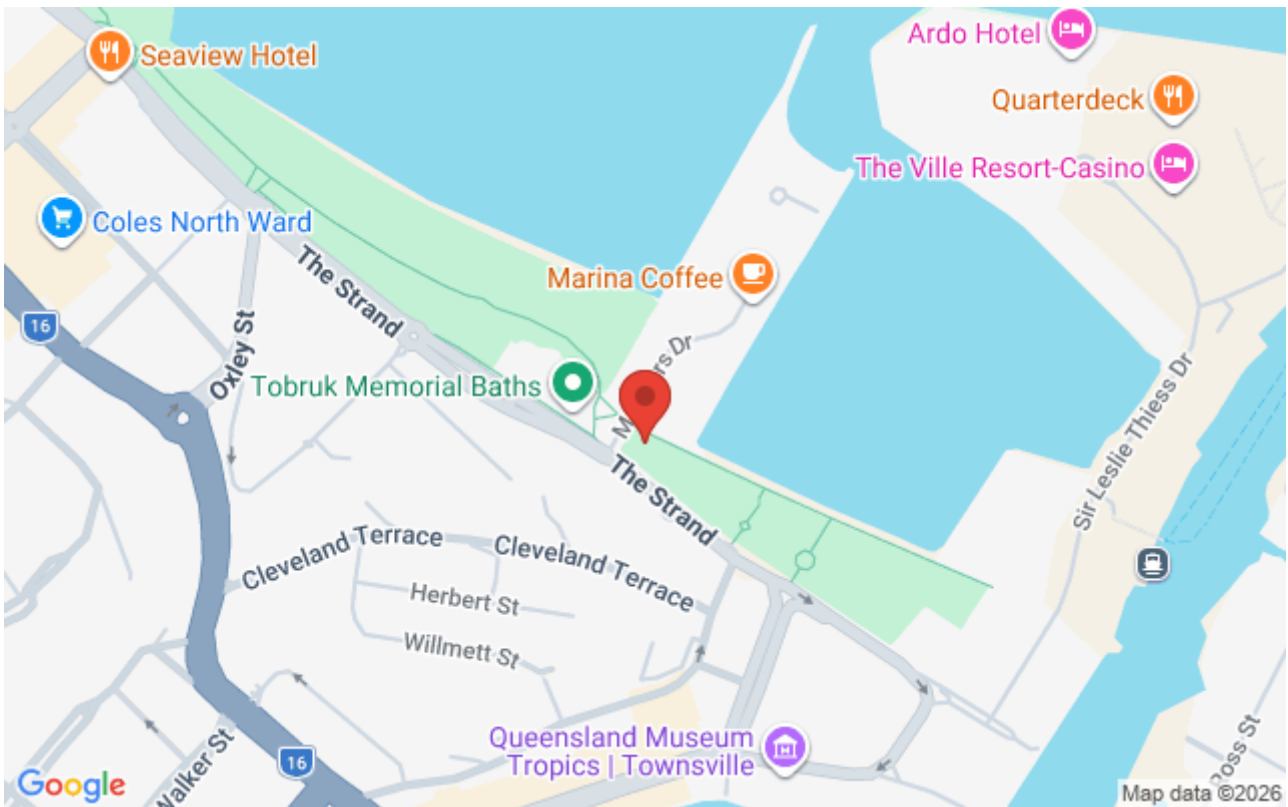 Ardo Hotel
Seaview Hotel
Quarterdeck
The Ville Resort-Casino
Coles North Ward
The Strand
Marina Coffee
16
Oxley St
Tobruk Memorial Baths
The Strand
Sir Leslie Thiess Dr
Cleveland Terrace
Cleveland Terrace
Herbert St
Willmett St
Queensland Museum
Tropics | Townsville
16
Walker St
Ross St
Google
Map data ©2026